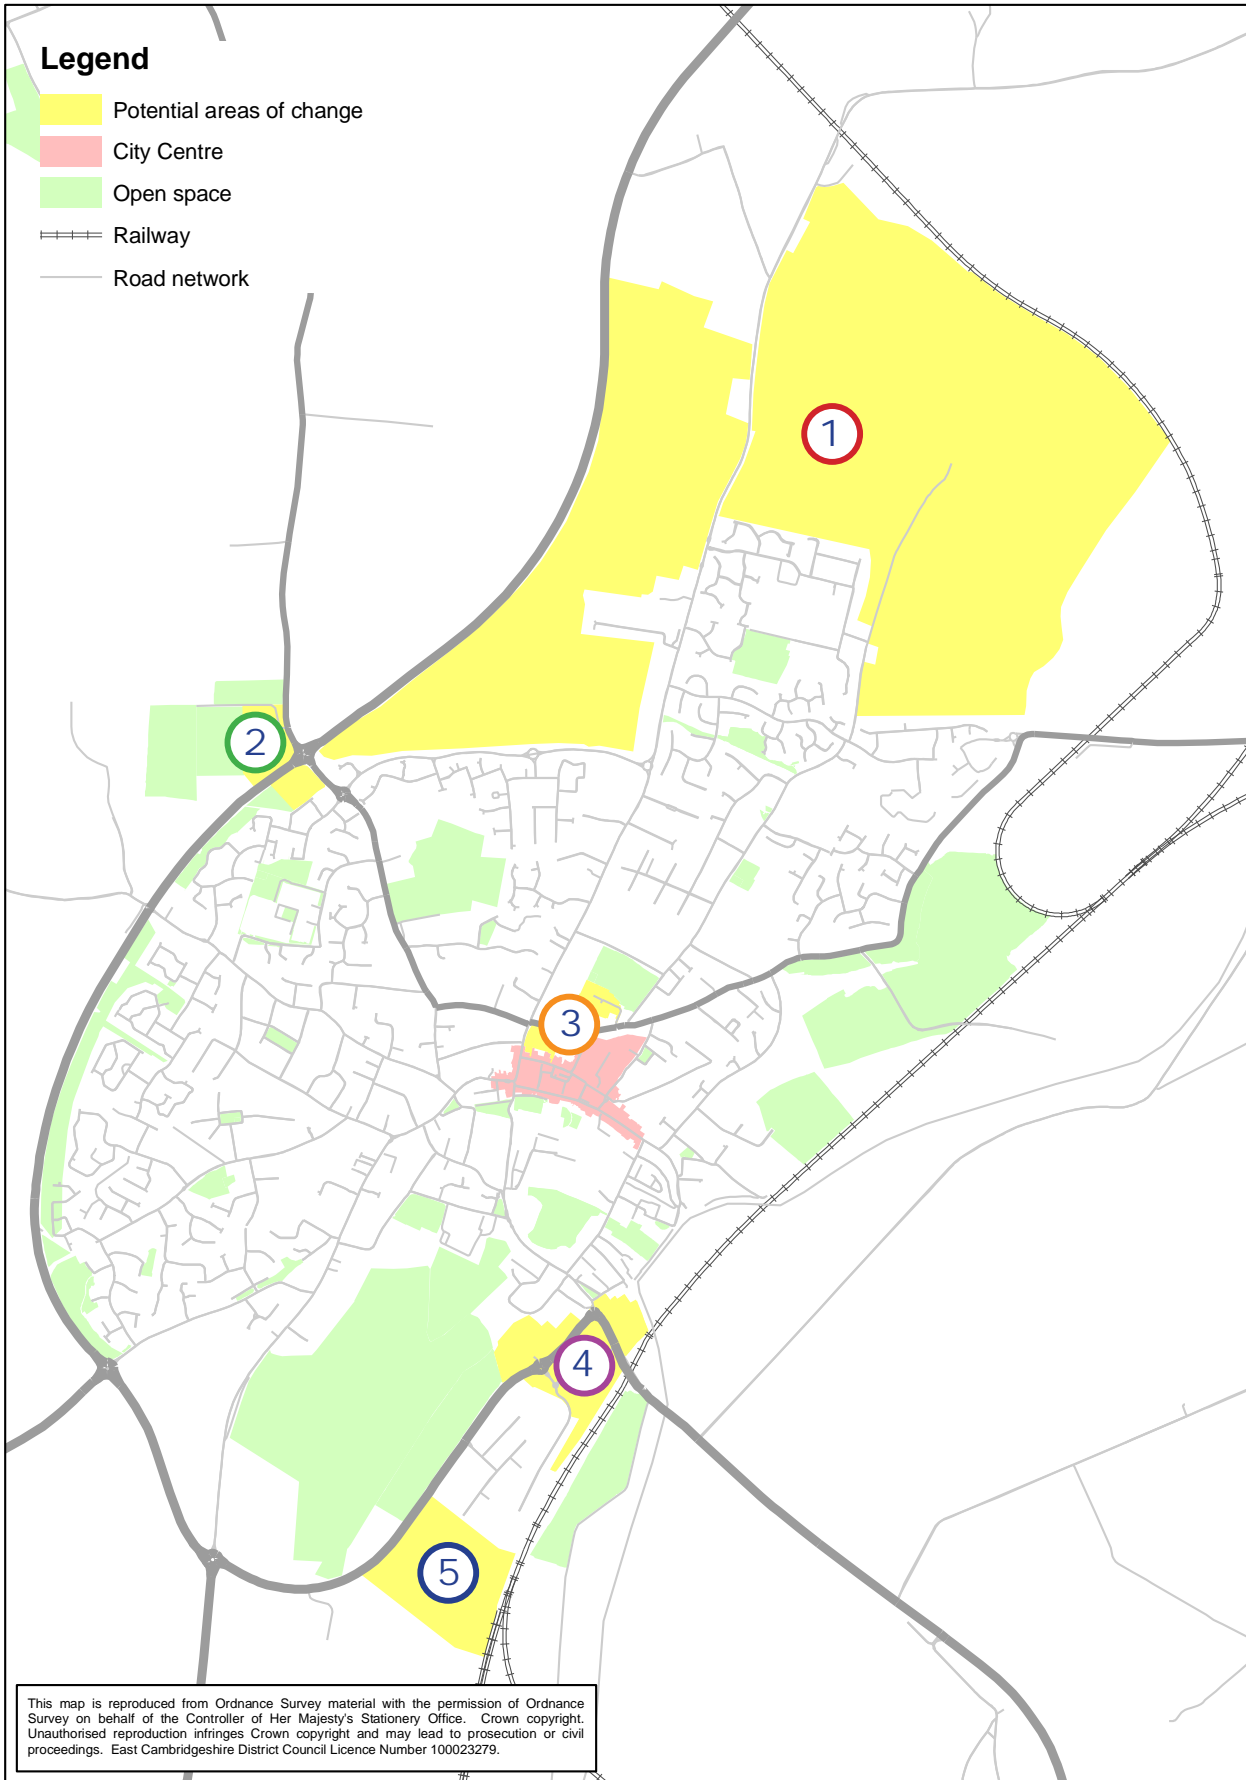 Legend
Potential areas of change
City Centre
Open space
Railway
Road network
1
2
3
4
5
This map is reproduced from Ordnance Survey material with the permission of Ordnance
Survey on behalf of the Controller of Her Majesty's Stationery Office. Crown copyright.
Unauthorised reproduction infringes Crown copyright and may lead to prosecution or civil
proceedings. East Cambridgeshire District Council Licence Number 100023279.